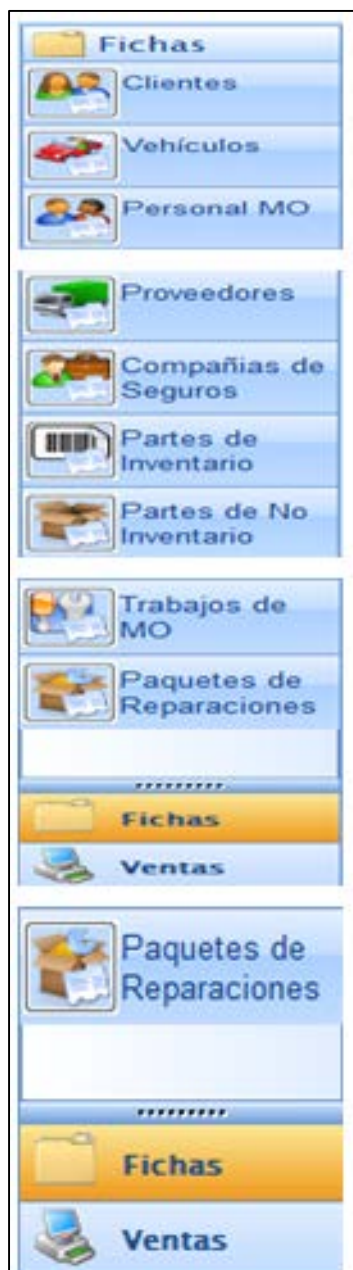 Fichas
Clientes
Vehículos
Personal MO
Proveedores
Compañias de
Seguros
Partes de
Inventario
Partes de No
Inventario
Trabajos de
MO
Paquetes de
Reparaciones
Fichas
Ventas
Paquetes de
Reparaciones
Fichas
Ventas